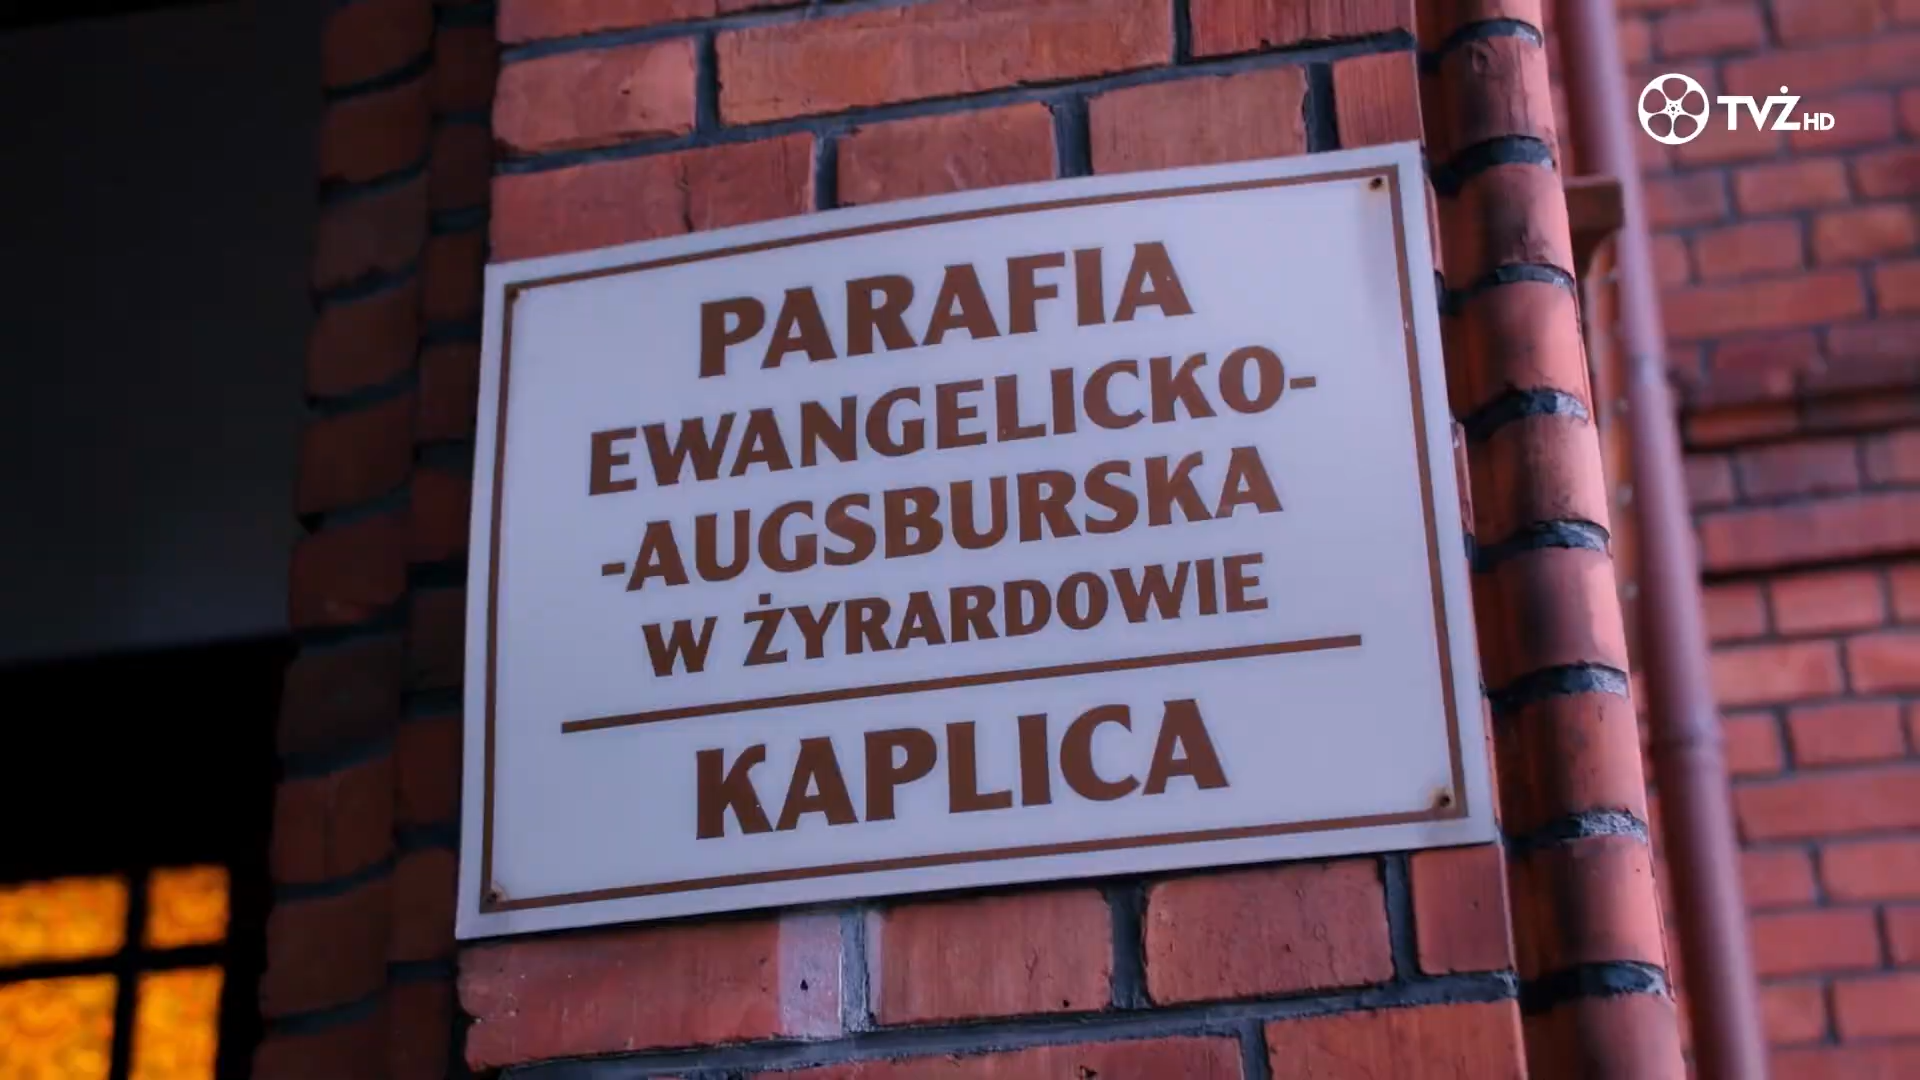 TVŻ HD
PARAFIA
EWANGELICKO-
-AUGSBURSKA
W ŻYRARDOWIE
KAPLICA